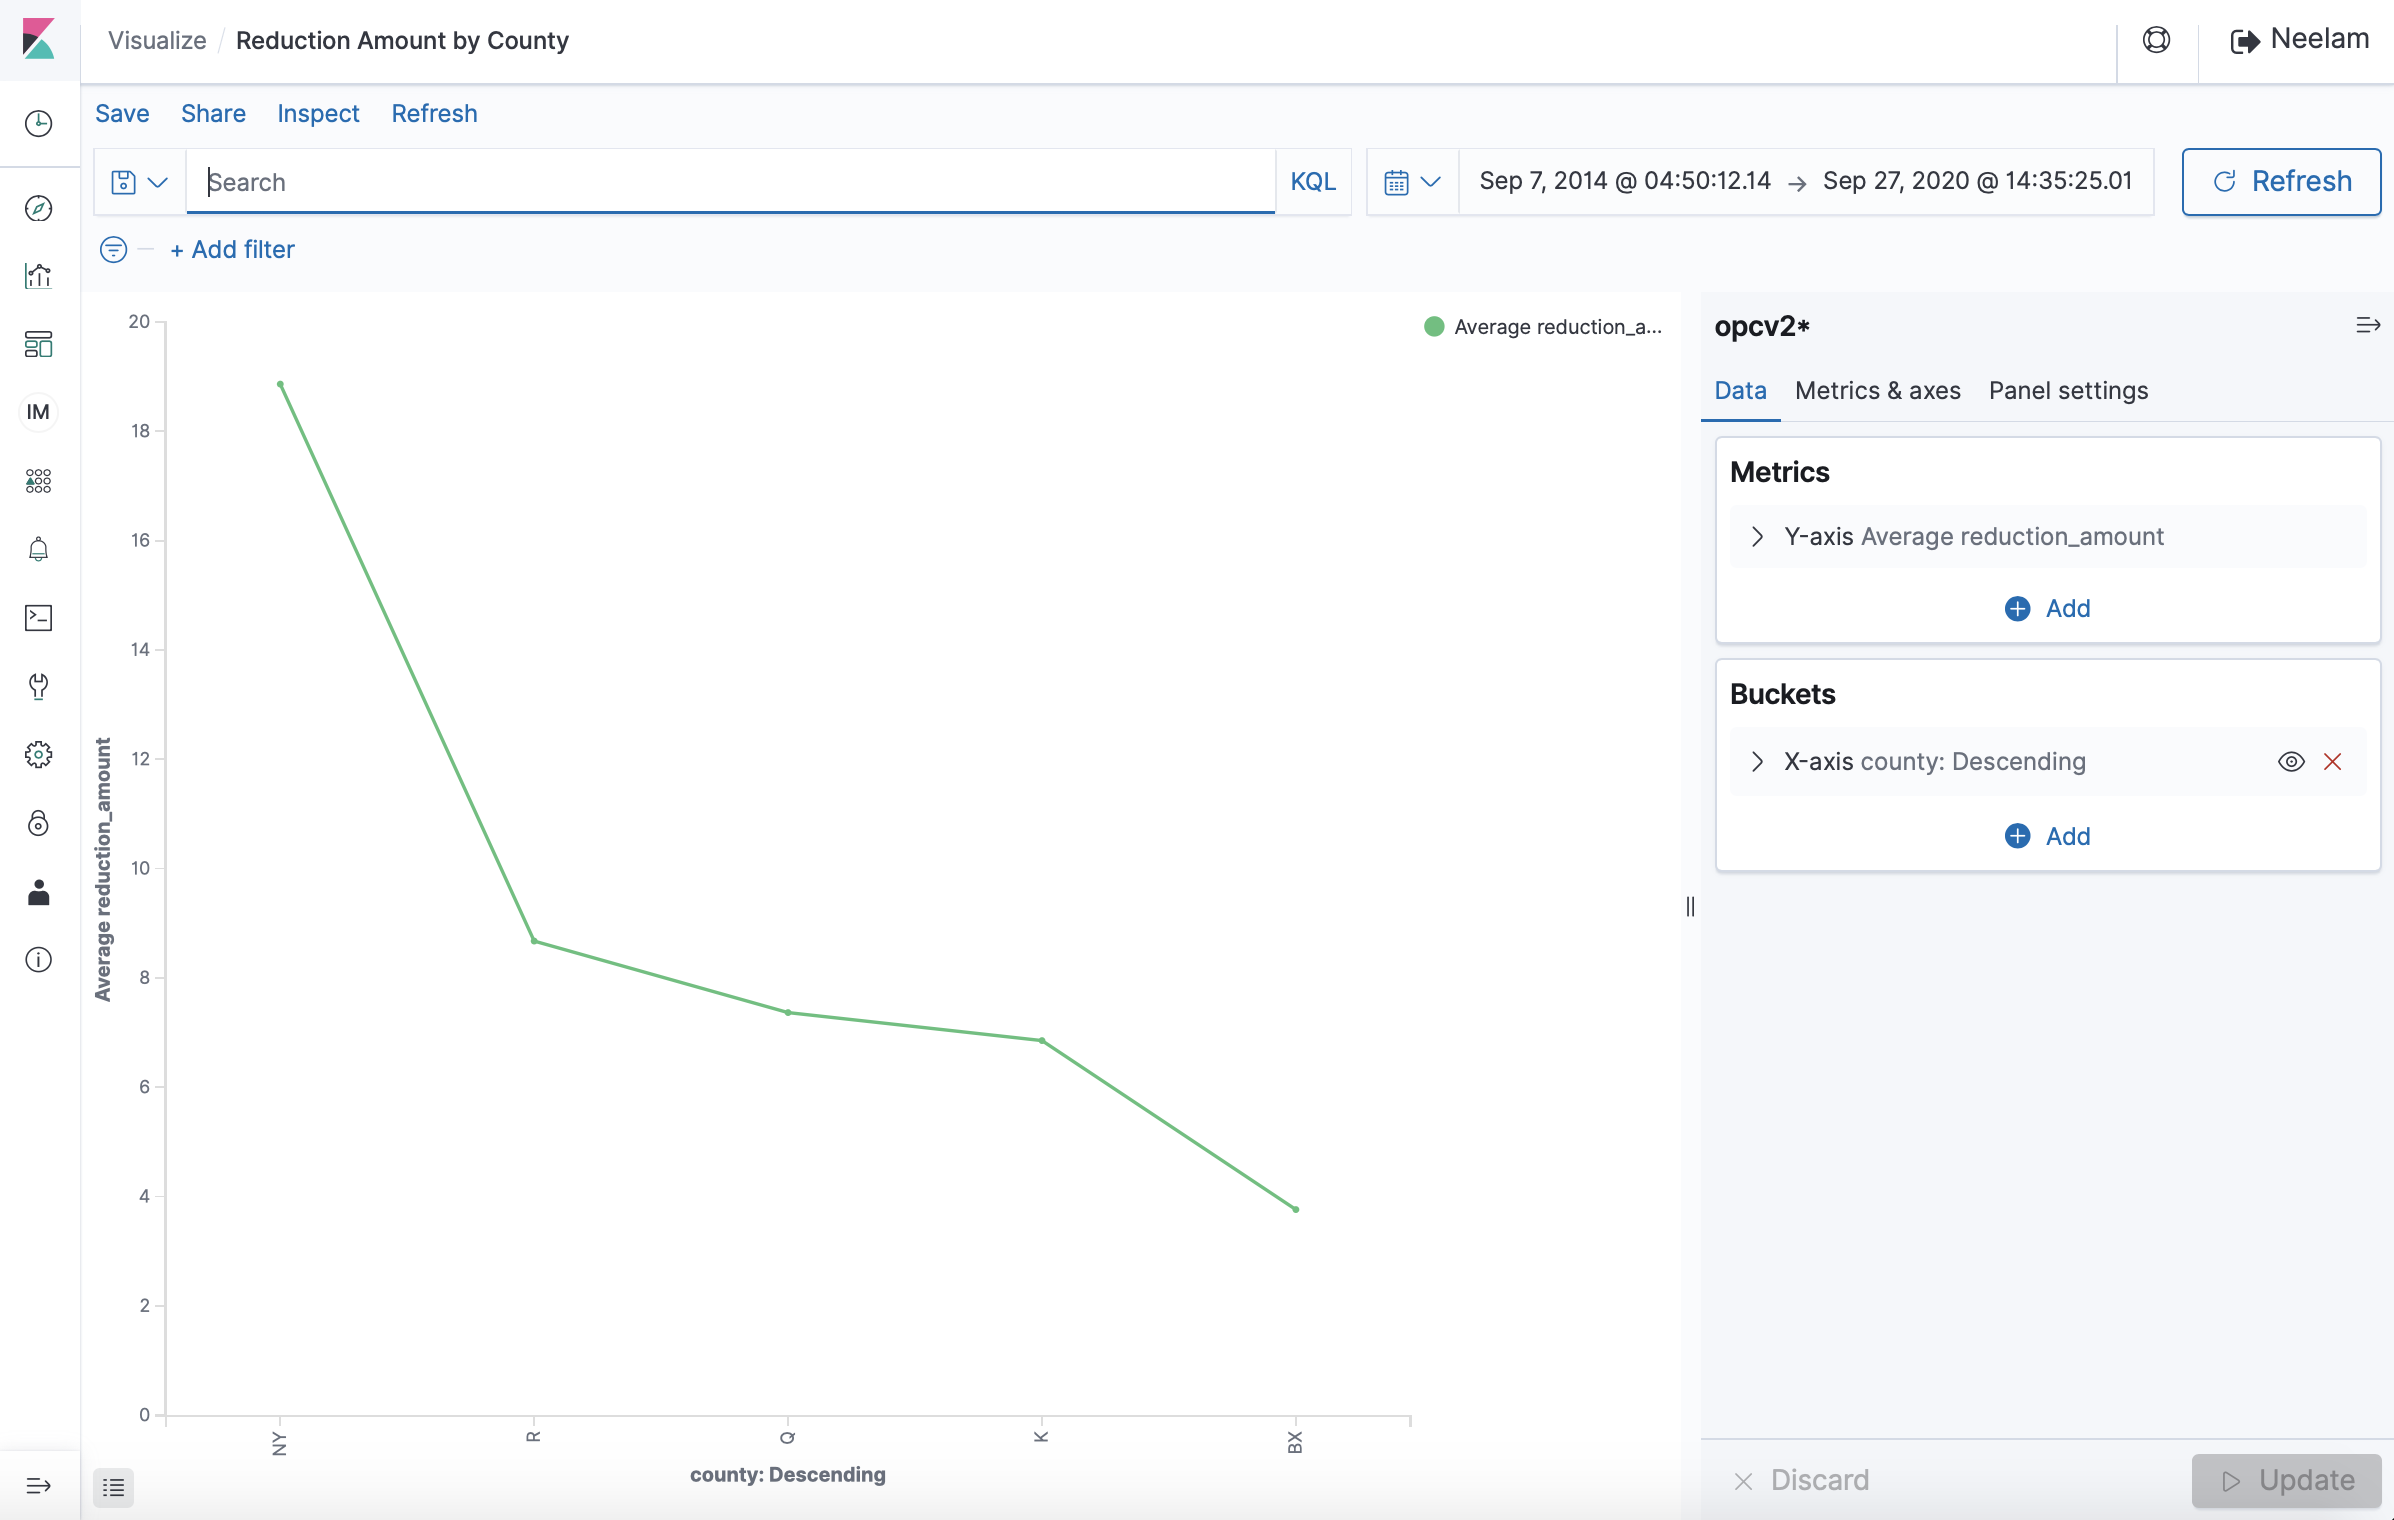 Visualize / Reduction Amount by County
Neelam
Save Share Inspect Refresh
Search
KQL
Sep 7, 2014 @ 04:50:12.14 → Sep 27, 2020 @ 14:35:25.01
Refresh
+ Add filter
IM
20
18
16
14
12
10
8
6
4
2
0
Average reduction_amount
NY
R
Q
K
BX
county: Descending
Average reduction_a...
opcv2*
Data Metrics & axes Panel settings
Metrics
Y-axis Average reduction_amount
Add
Buckets
X-axis county: Descending
Add
Discard
Update